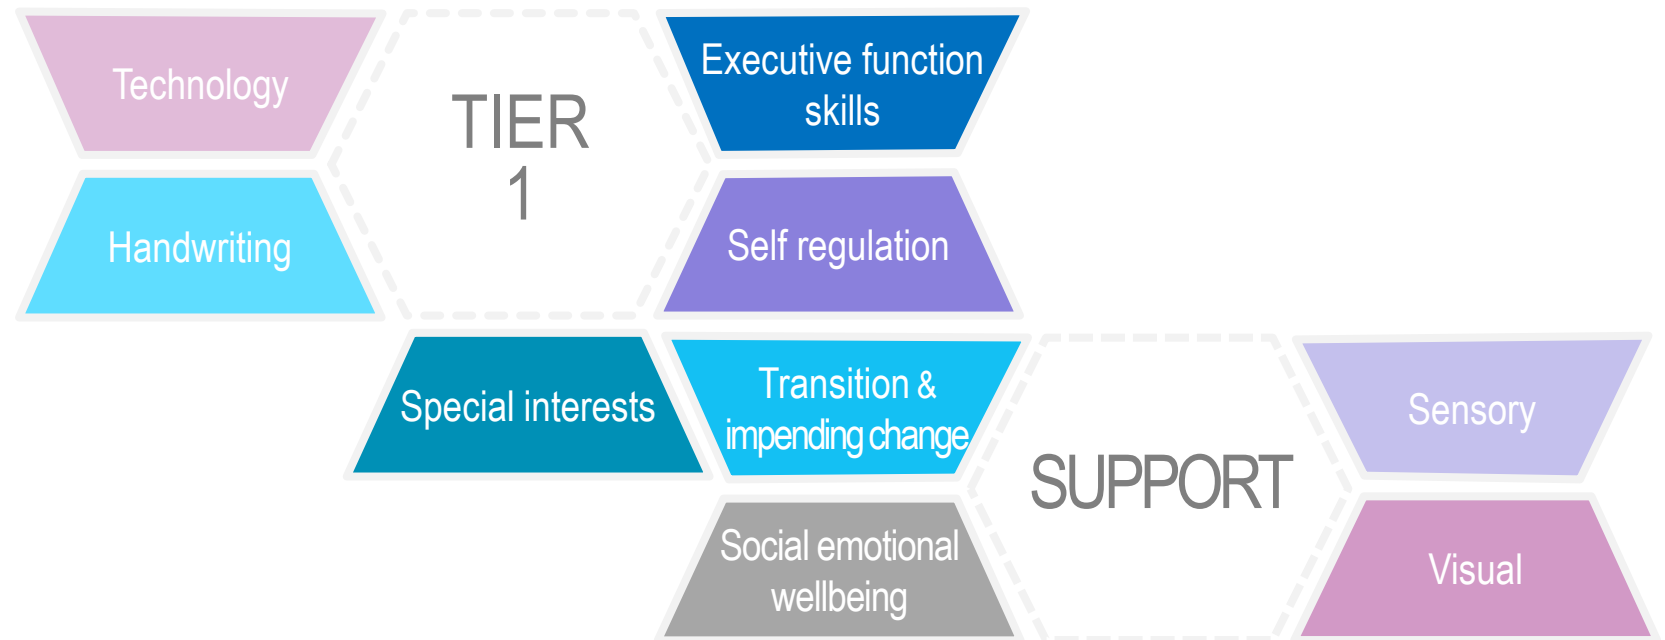 Technology
TIER
1
Executive function
skills
Handwriting
Self regulation
Special interests
Transition &
impending change
SUPPORT
Sensory
Social emotional
wellbeing
Visual